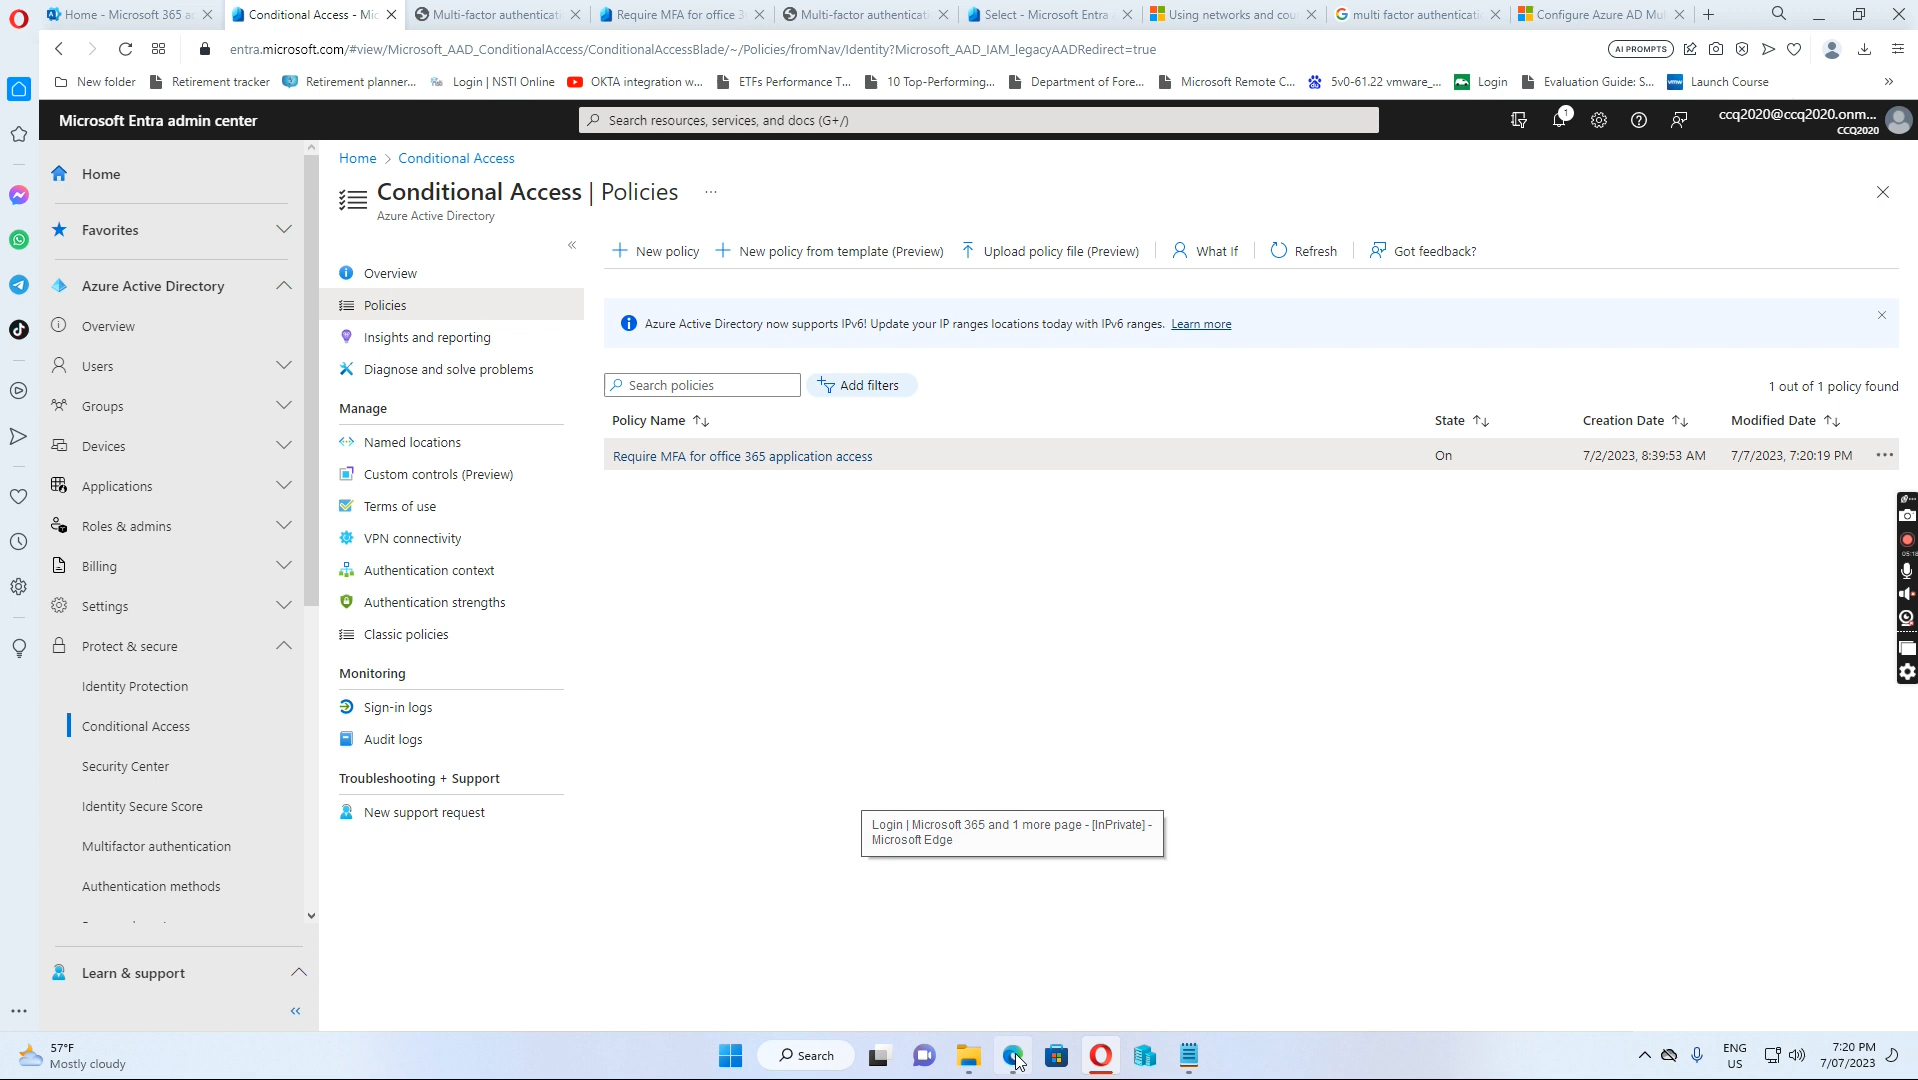 Home - Microsoft 365 a
Conditional Access - Mic
Multi-factor authenticati
Require MFA for office 3
Multi-factor authenticati
Select - Microsoft Entra
Using networks and cou
multi factor authenticatio
Configure Azure AD Mul
entra.microsoft.com/#view/Microsoft_AAD_ConditionalAccess/ConditionalAccessBlade/~/Policies/fromNav/Identity?Microsoft_AAD_IAM_legacyAADRedirect=true
AI PROMPTS
New folder
Retirement tracker
Retirement planner...
Login | NSTI Online
OKTA integration w...
ETFs Performance T...
10 Top-Performing...
Department of Fore...
Microsoft Remote C...
5v0-61.22 vmware_...
Login
Evaluation Guide: S...
Launch Course
Microsoft Entra admin center
Search resources, services, and docs (G+/)
1
ccq2020@ccq2020.onm...
CCQ2020
Home
Favorites
Azure Active Directory
Overview
Users
Groups
Devices
Applications
Roles & admins
Billing
Settings
Protect & secure
Identity Protection
Conditional Access
Security Center
Identity Secure Score
Multifactor authentication
Authentication methods
Learn & support
Home > Conditional Access
Conditional Access | Policies ...
Azure Active Directory
Overview
Policies
Insights and reporting
Diagnose and solve problems
Manage
Named locations
Custom controls (Preview)
Terms of use
VPN connectivity
Authentication context
Authentication strengths
Classic policies
Monitoring
Sign-in logs
Audit logs
Troubleshooting + Support
New support request
New policy
New policy from template (Preview)
Upload policy file (Preview)
What If
Refresh
Got feedback?
Azure Active Directory now supports IPv6! Update your IP ranges locations today with IPv6 ranges. Learn more
Search policies
Add filters
1 out of 1 policy found
Policy Name
State
Creation Date
Modified Date
Require MFA for office 365 application access
On
7/2/2023, 8:39:53 AM
7/7/2023, 7:20:19 PM
Login | Microsoft 365 and 1 more page - [InPrivate] -
Microsoft Edge
05:18
57°F
Mostly cloudy
Search
ENG
US
7:20 PM
7/07/2023